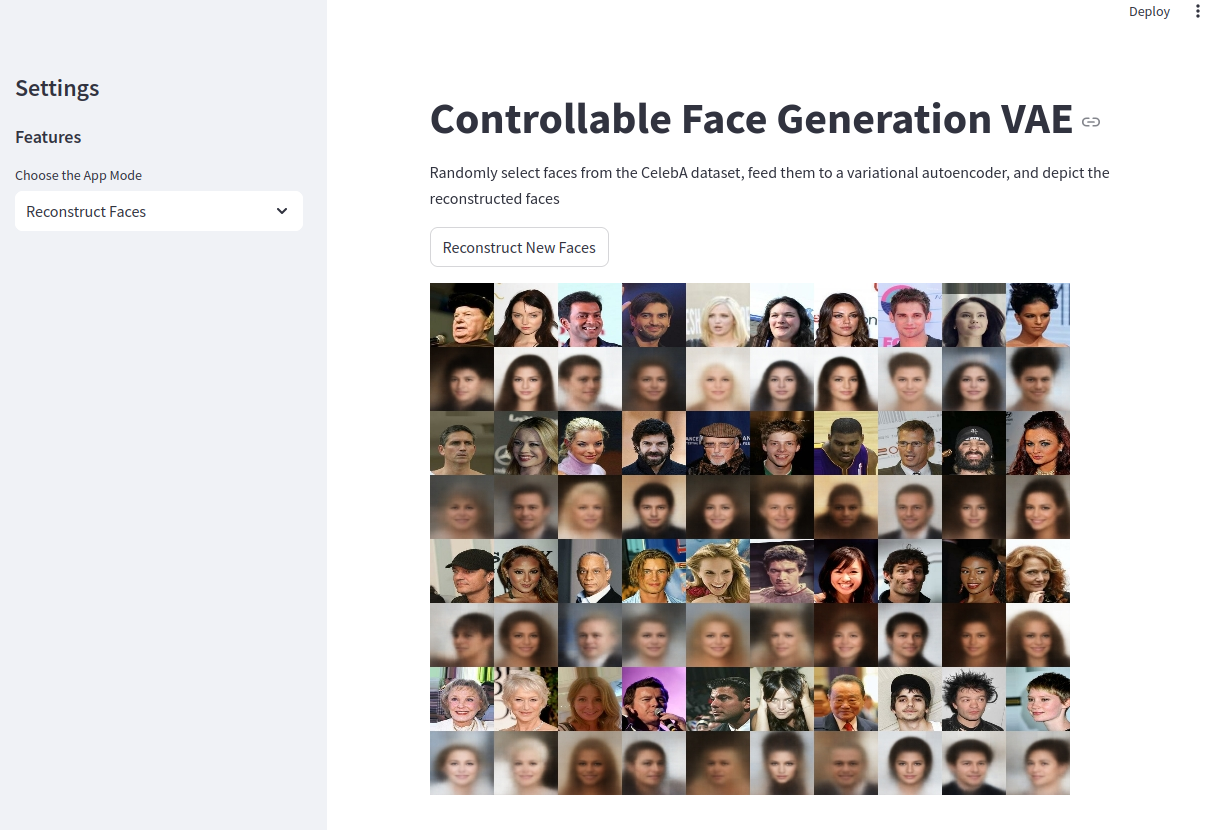 Deploy
Settings
Features
Choose the App Mode
Reconstruct Faces
Controllable Face Generation VAE
Randomly select faces from the CelebA dataset, feed them to a variational autoencoder, and depict the
reconstructed faces
Reconstruct New Faces